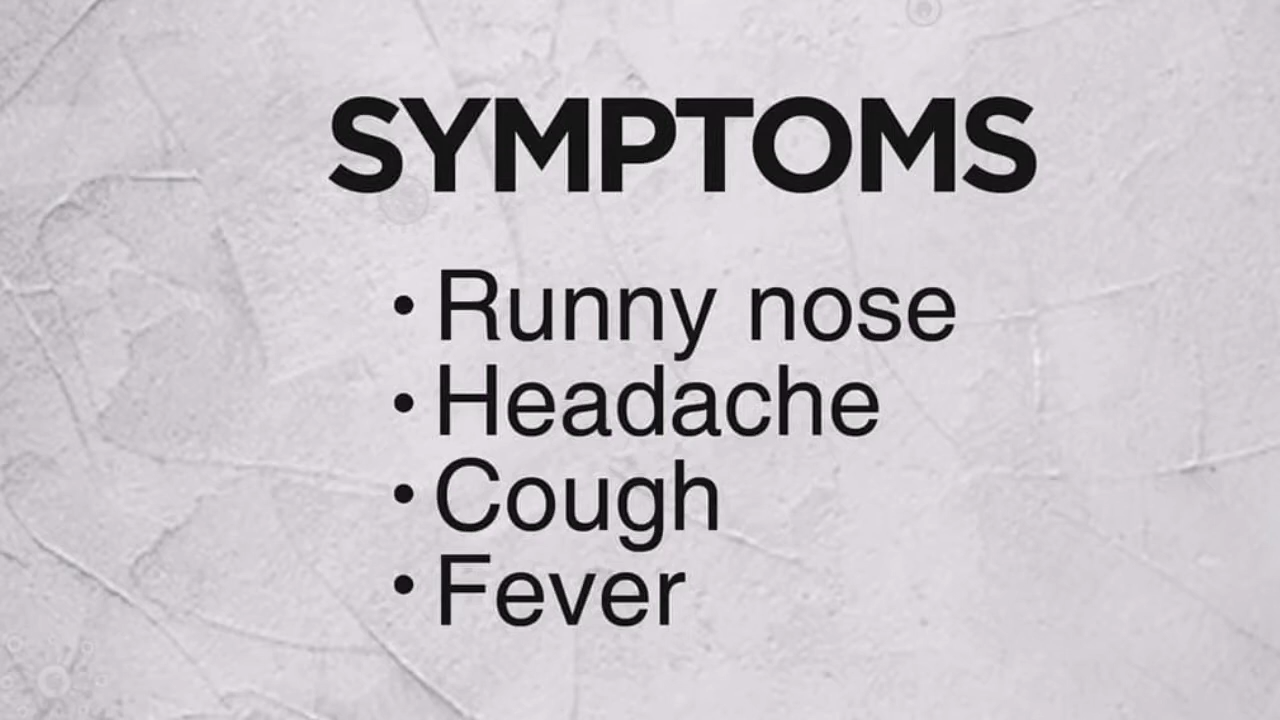 SYMPTOMS
• Runny nose
• Headache
• Cough
• Fever